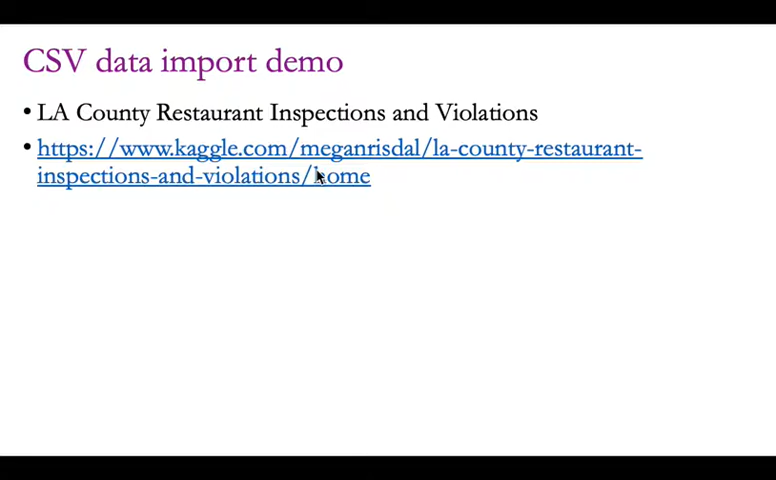 CSV data import demo
• LA County Restaurant Inspections and Violations
• https://www.kaggle.com/meganrisdal/la-county-restaurant-
inspections-and-violations/home